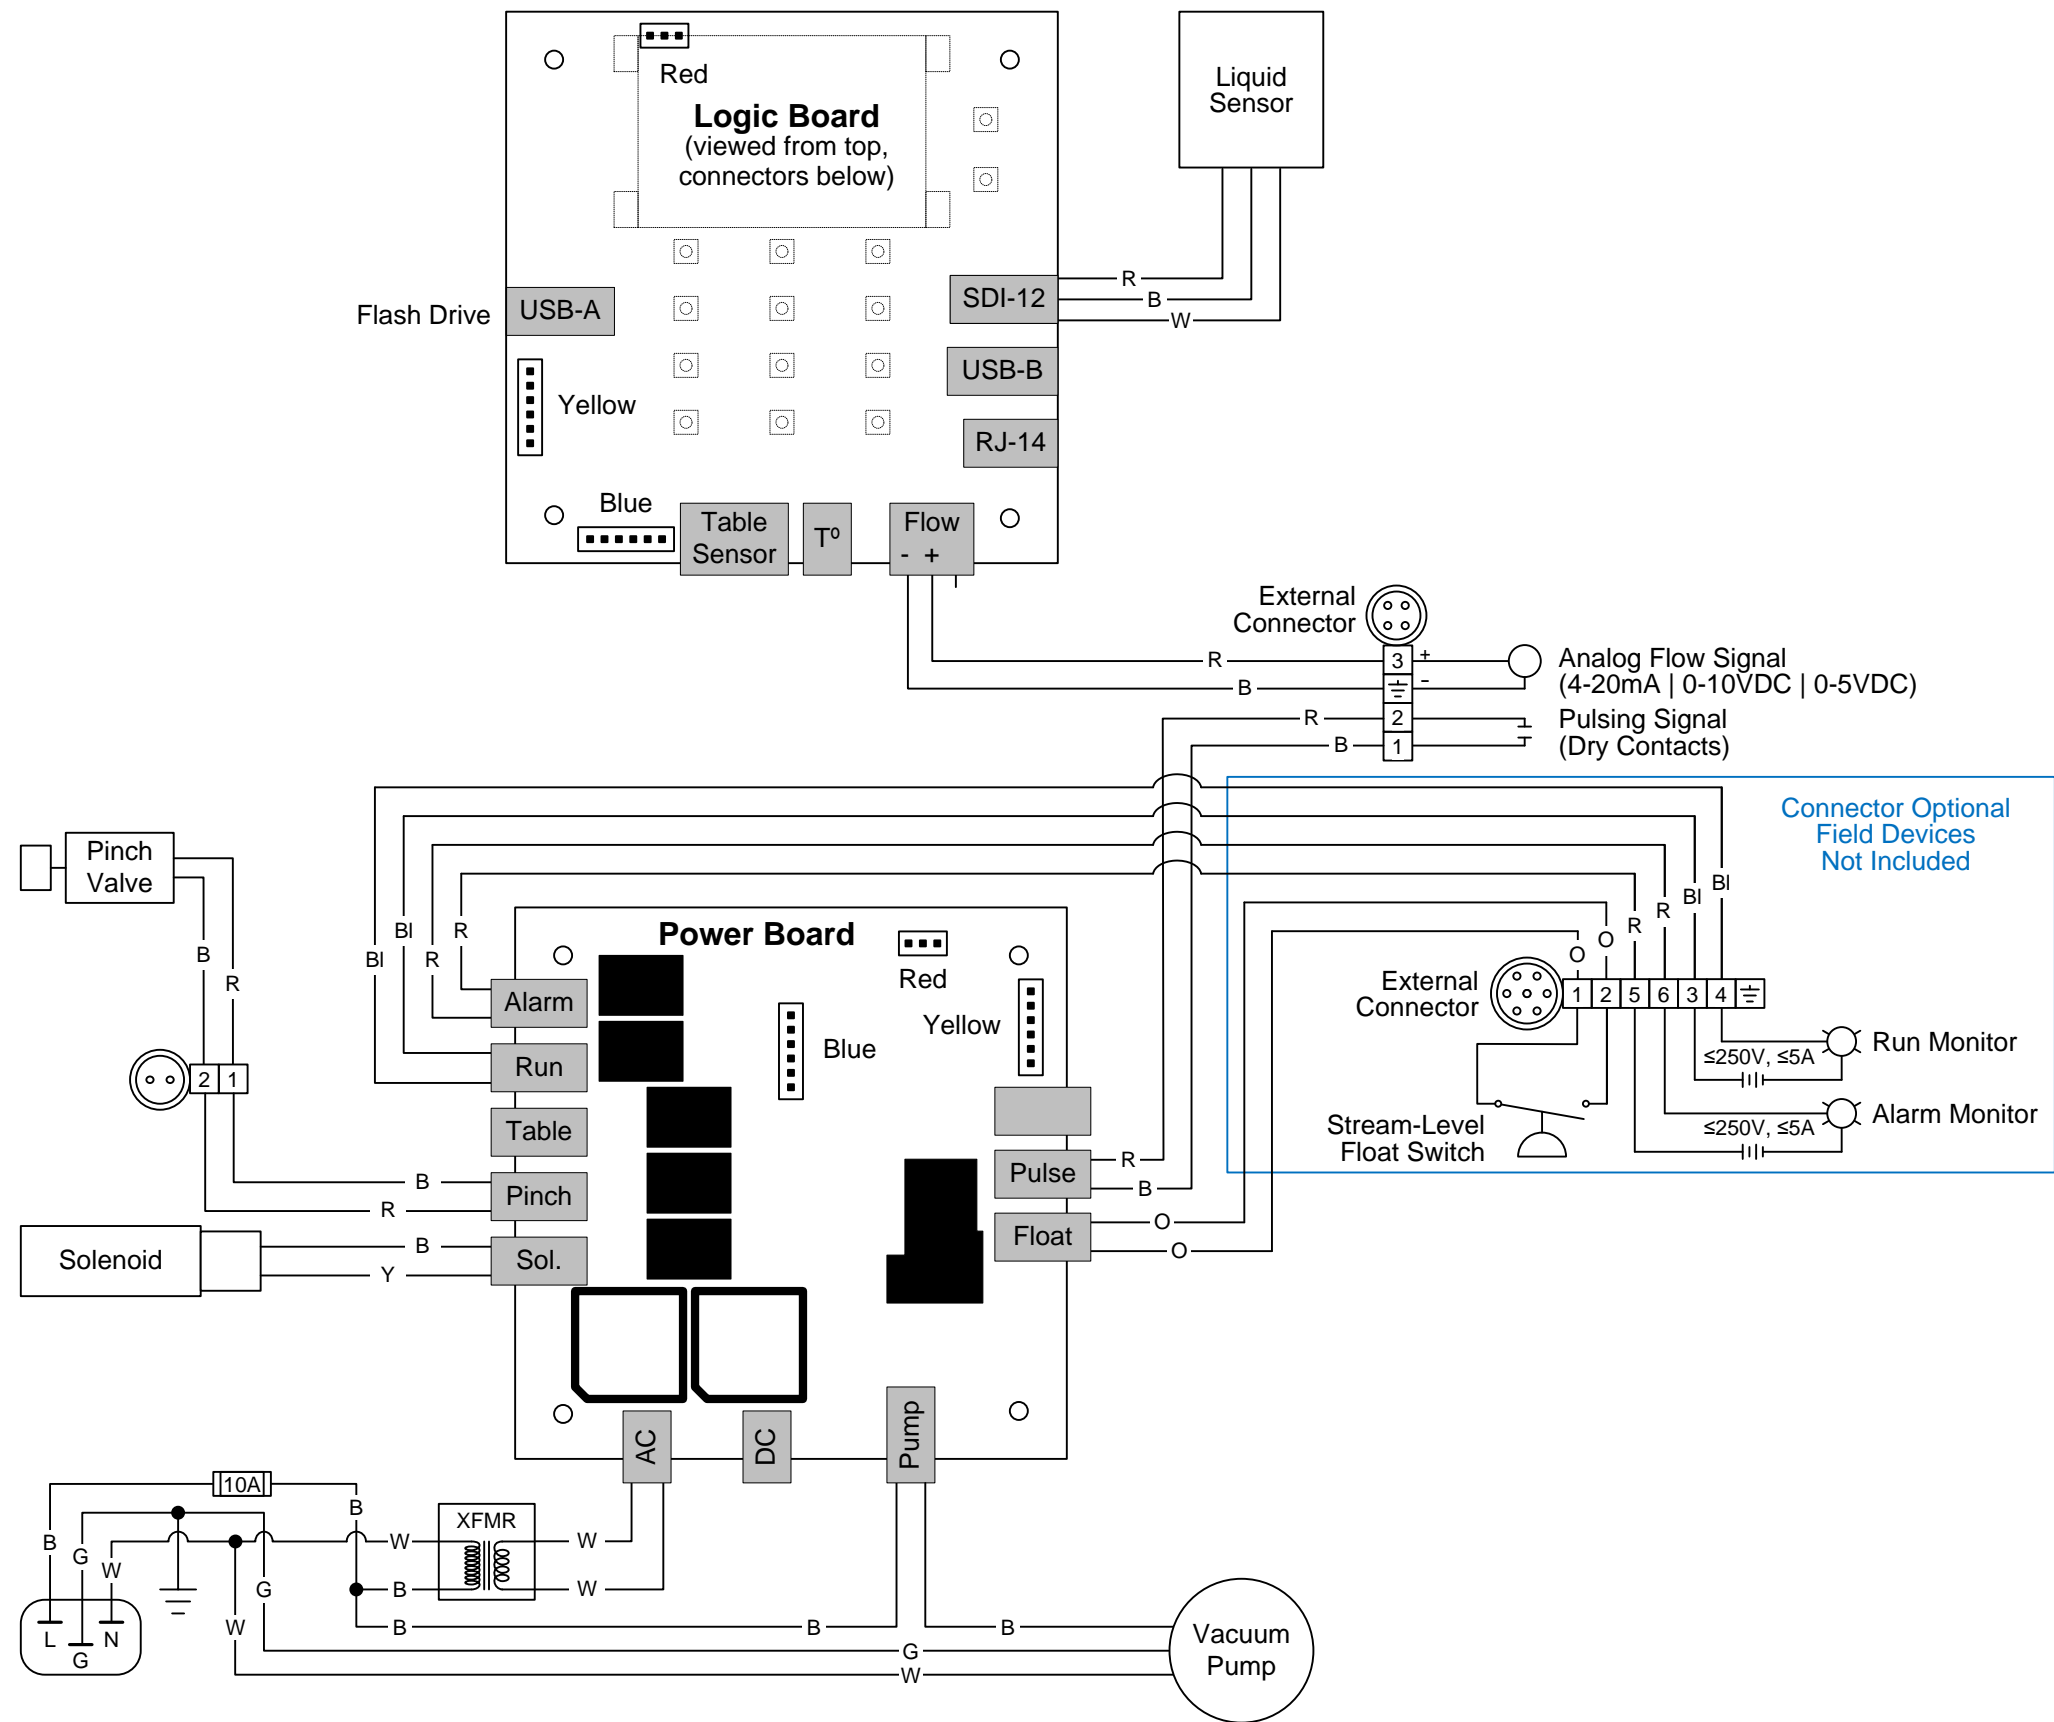 Red
Logic Board
(viewed from top,
connectors below)
Liquid
Sensor
Flash Drive
USB-A
SDI-12
R
B
W
USB-B
Yellow
RJ-14
Blue
Table
Sensor
Tº
Flow
- +
External
Connector
R
3
+
Analog Flow Signal
B
-
(4-20mA | 0-10VDC | 0-5VDC)
R
2
Pulsing Signal
B
1
(Dry Contacts)
Connector Optional
Field Devices
Not Included
Pinch
Valve
B
R
2 1
Bl
Bl
R
R
Power Board
Red
Yellow
Blue
Alarm
Run
Table
Pinch
Sol.
B
R
Solenoid
B
Y
Pulse
R
B
Float
O
O
O
O
R
R
Bl
Bl
External
Connector
1 2 5 6 3 4
≤250V, ≤5A
Run Monitor
≤250V, ≤5A
Alarm Monitor
Stream-Level
Float Switch
AC
DC
Pump
10A
B
XFMR
B
G
W
W
W
G
B
W
W
B
B
B
G
W
L
G
N
Vacuum
Pump